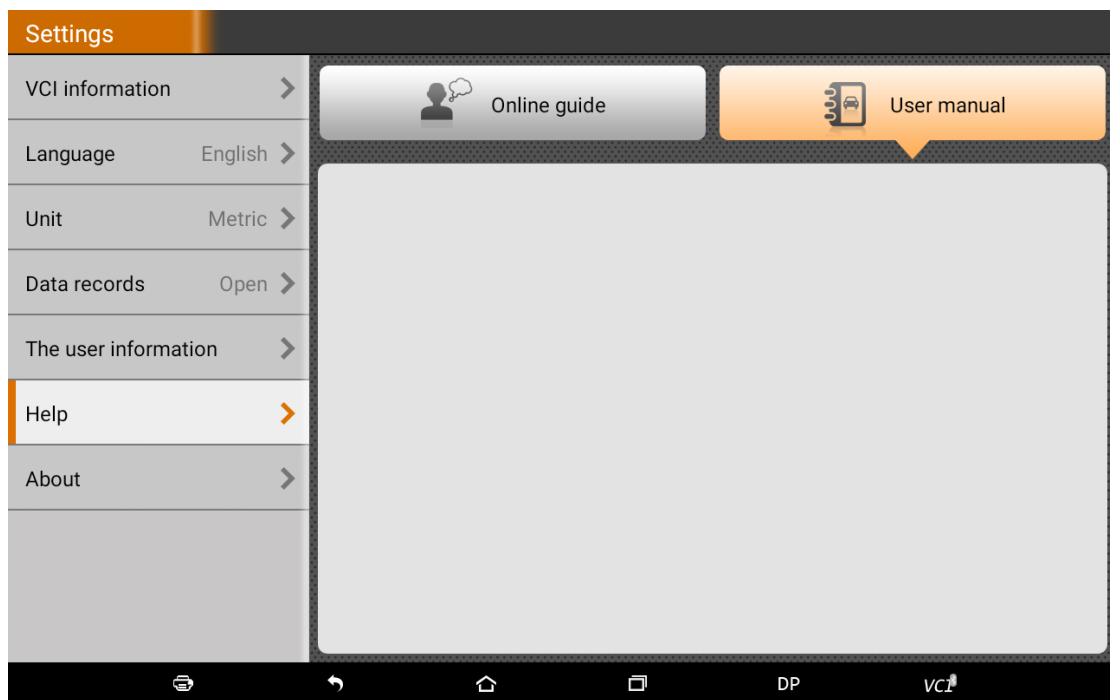 Settings
VCI information
Language English
Unit Metric
Data records Open
The user information
Help
About
Online guide
User manual
DP
VCI